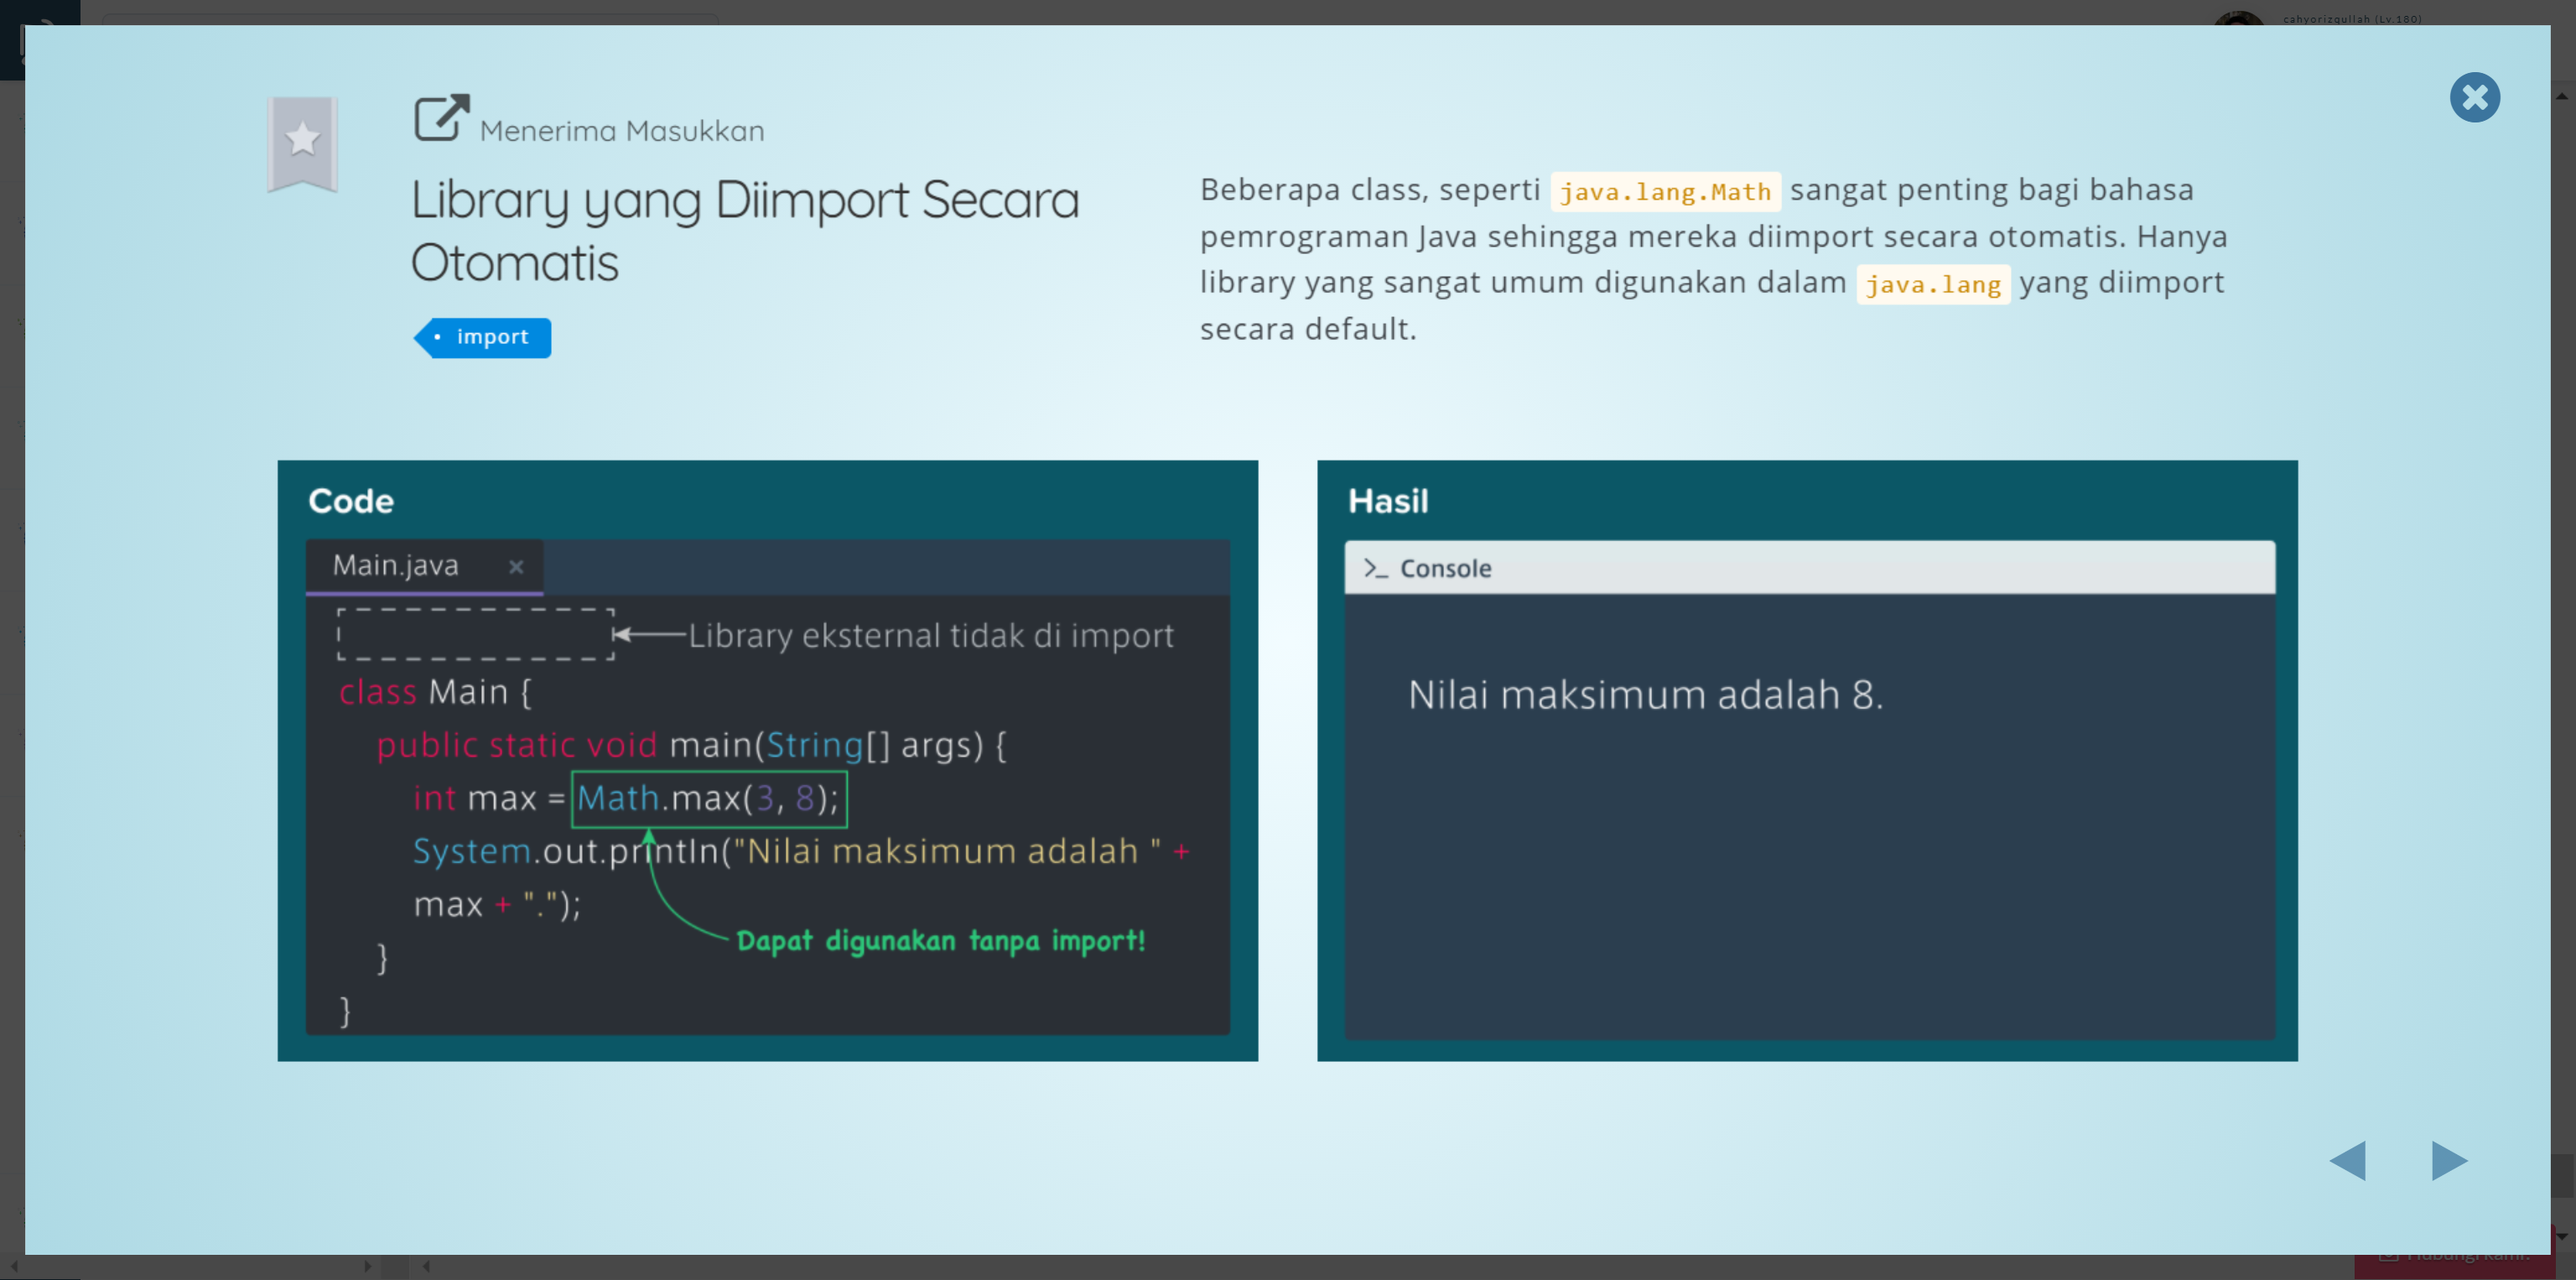 cahyorizqullah (Lv.180)
Menerima Masukkan
Library yang Diimport Secara
Otomatis
import
Beberapa class, seperti java.lang.Math sangat penting bagi bahasa
pemrograman Java sehingga mereka diimport secara otomatis. Hanya
library yang sangat umum digunakan dalam java.lang yang diimport
secara default.
Code
Main.java ×
Library eksternal tidak di import
class Main {
public static void main(String[] args) {
int max = Math.max(3, 8);
System.out.println("Nilai maksimum adalah " +
max + ".");
Dapat digunakan tanpa import!
}
}
Hasil
>_ Console
Nilai maksimum adalah 8.
Hubungi kami!